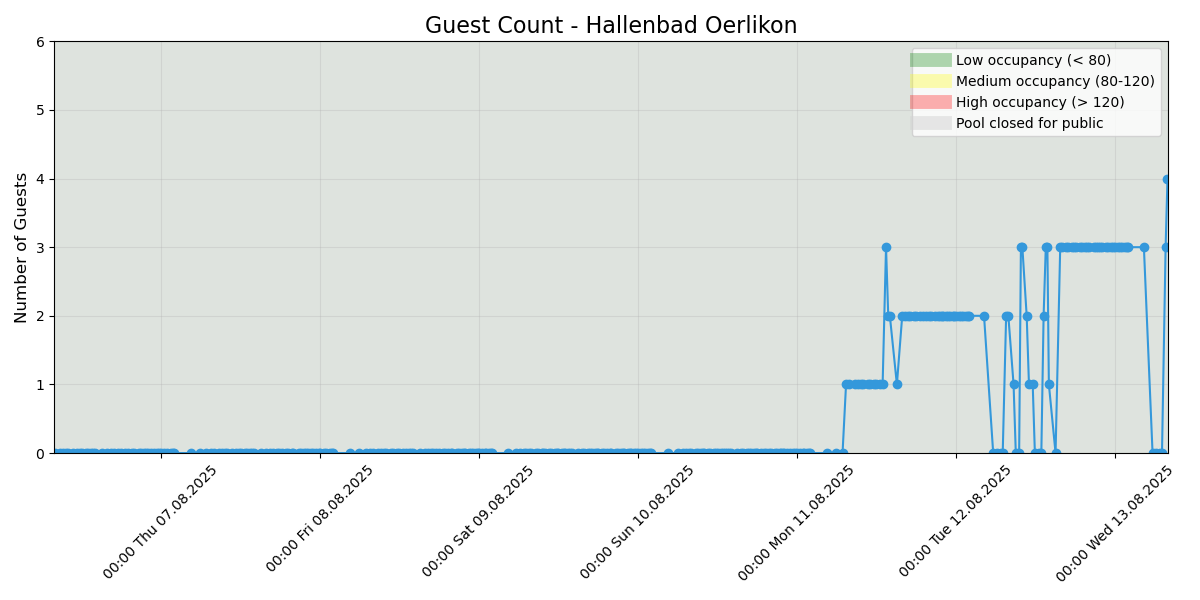 Guest Count - Hallenbad Oerlikon
Number of Guests
6
5
4
3
2
1
0
Low occupancy (< 80)
Medium occupancy (80-120)
High occupancy (> 120)
Pool closed for public
00:00 Thu 07.08.2025
00:00 Fri 08.08.2025
00:00 Sat 09.08.2025
00:00 Sun 10.08.2025
00:00 Mon 11.08.2025
00:00 Tue 12.08.2025
00:00 Wed 13.08.2025